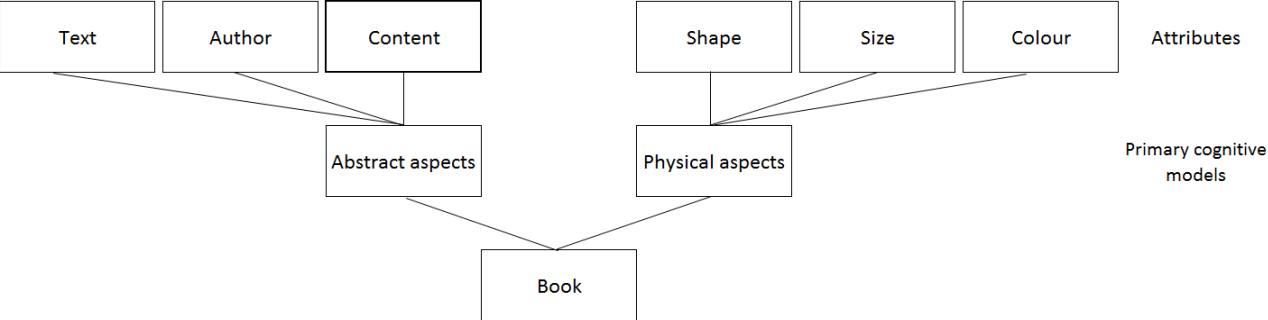 Text
Author
Content
Shape
Size
Colour
Attributes
Abstract aspects
Physical aspects
Primary cognitive
models
Book